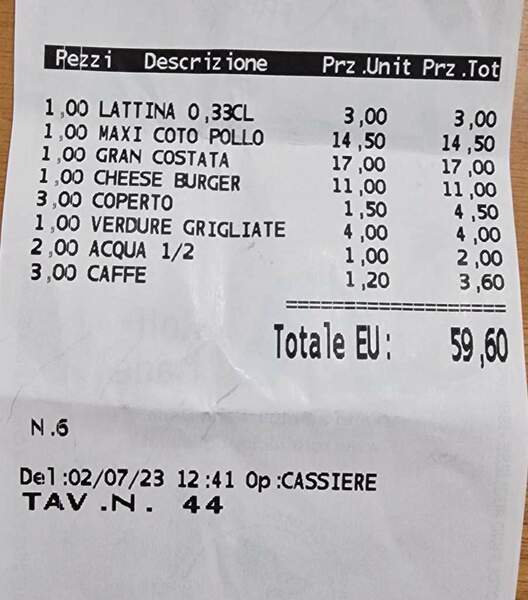 Pezzi Descrizione Prz.Unit Prz.Tot
1,00 LATTINA 0,33CL 3,00 3,00
1,00 MAXI COTO POLLO 14,50 14,50
1,00 GRAN COSTATA 17,00 17,00
1,00 CHEESE BURGER 11,00 11,00
3,00 COPERTO 1,50 4,50
1,00 VERDURE GRIGLIATE 4,00 4,00
2,00 ACQUA 1/2 1,00 2,00
3,00 CAFFE 1,20 3,60
====================
Totale EU: 59,60
N.6
Del:02/07/23 12:41 Op:CASSIERE
TAV.N. 44